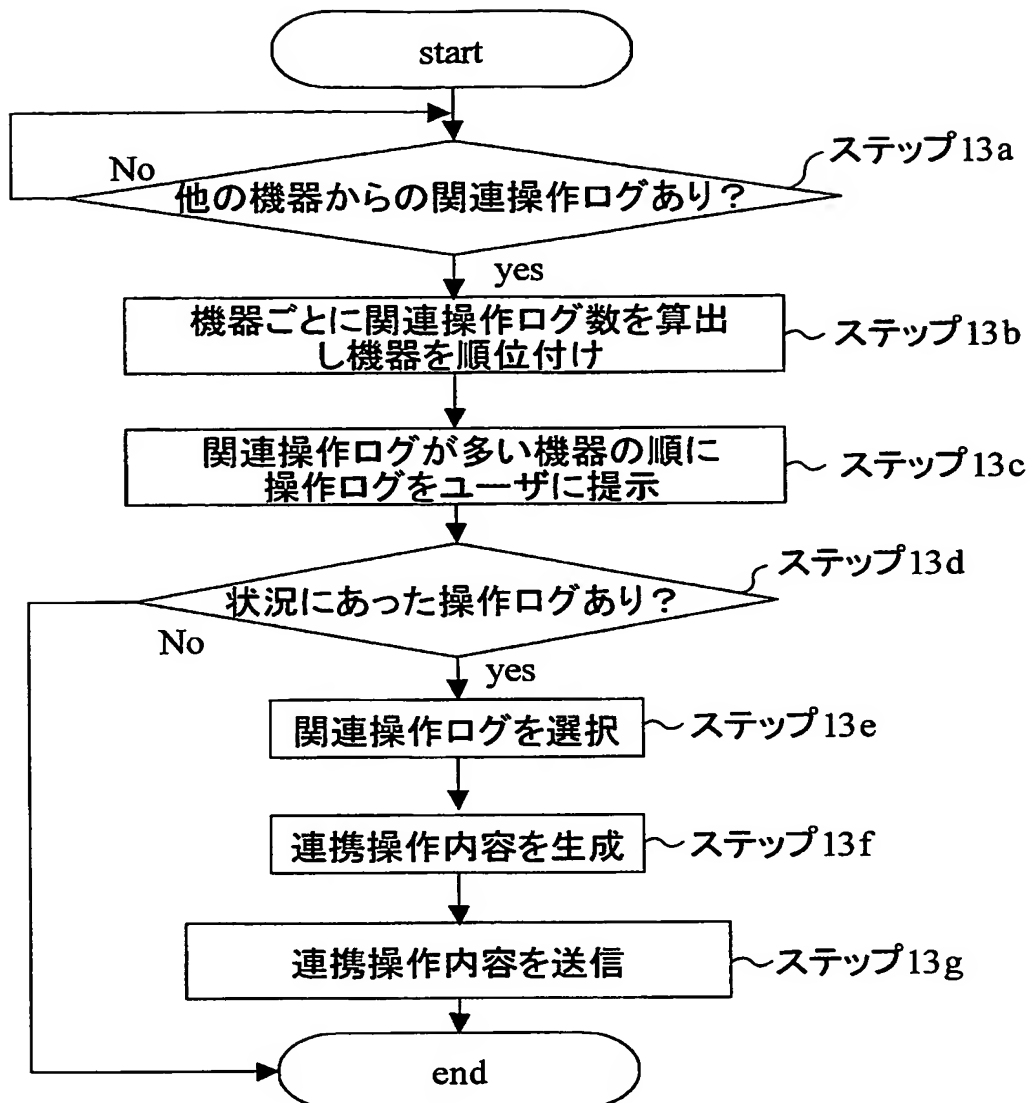 start
No
ステップ13a
他の機器からの関連操作ログあり?
yes
機器ごとに関連操作ログ数を算出
し機器を順位付け
ステップ13b
関連操作ログが多い機器の順に
操作ログをユーザに提示
ステップ13c
ステップ13d
状況にあった操作ログあり?
No
yes
関連操作ログを選択
ステップ13e
連携操作内容を生成
ステップ13f
連携操作内容を送信
ステップ13g
end